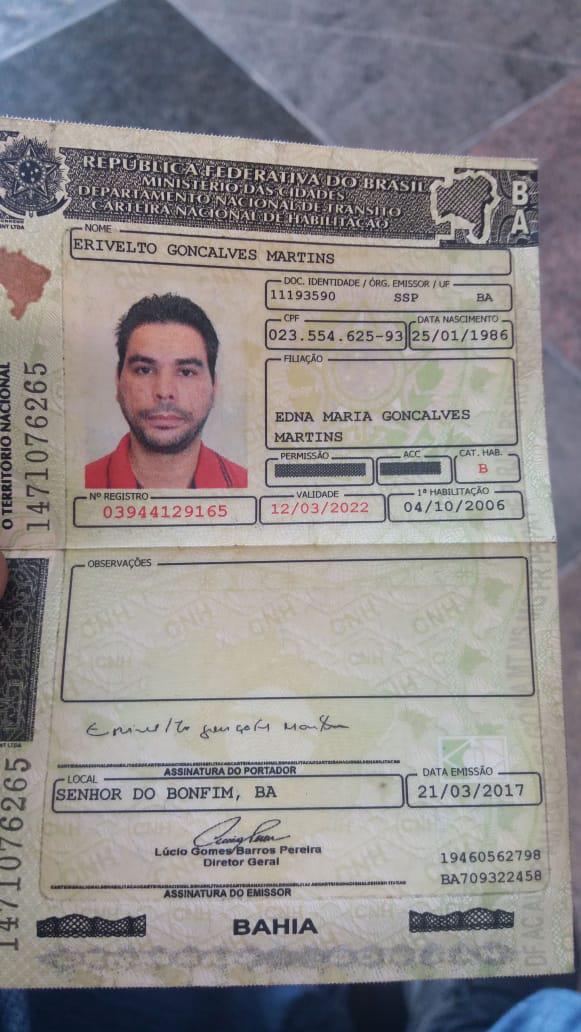 REPÚBLICA FEDERATIVA DO BRASIL
MINISTÉRIO DAS CIDADES
DEPARTAMENTO NACIONAL DE TRÂNSITO
CARTEIRA NACIONAL DE HABILITAÇÃO
BA
NOME
ERIVELTO GONCALVES MARTINS
DOC. IDENTIDADE / ÓRG. EMISSOR / UF
11193590 SSP BA
CPF DATA NASCIMENTO
023.554.625-93 25/01/1986
FILIAÇÃO
EDNA MARIA GONCALVES
MARTINS
PERMISSÃO ACC CAT. HAB.
B
Nº REGISTRO VALIDADE 1ª HABILITAÇÃO
03944129165 12/03/2022 04/10/2006
O TERRITÓRIO NACIONAL
1471076265
OBSERVAÇÕES
Erivelto Gonçalves Martins
ASSINATURA DO PORTADOR
LOCAL DATA EMISSÃO
SENHOR DO BONFIM, BA 21/03/2017
Lúcio Gomes Barros Pereira
Diretor Geral
19460562798
BA709322458
ASSINATURA DO EMISSOR
1471076265
BAHIA